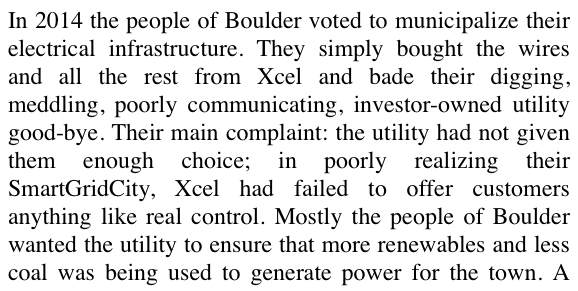 In 2014 the people of Boulder voted to municipalize their
electrical infrastructure. They simply bought the wires
and all the rest from Xcel and bade their digging,
meddling, poorly communicating, investor-owned utility
good-bye. Their main complaint: the utility had not given
them enough choice; in poorly realizing their
SmartGridCity, Xcel had failed to offer customers
anything like real control. Mostly the people of Boulder
wanted the utility to ensure that more renewables and less
coal was being used to generate power for the town. A